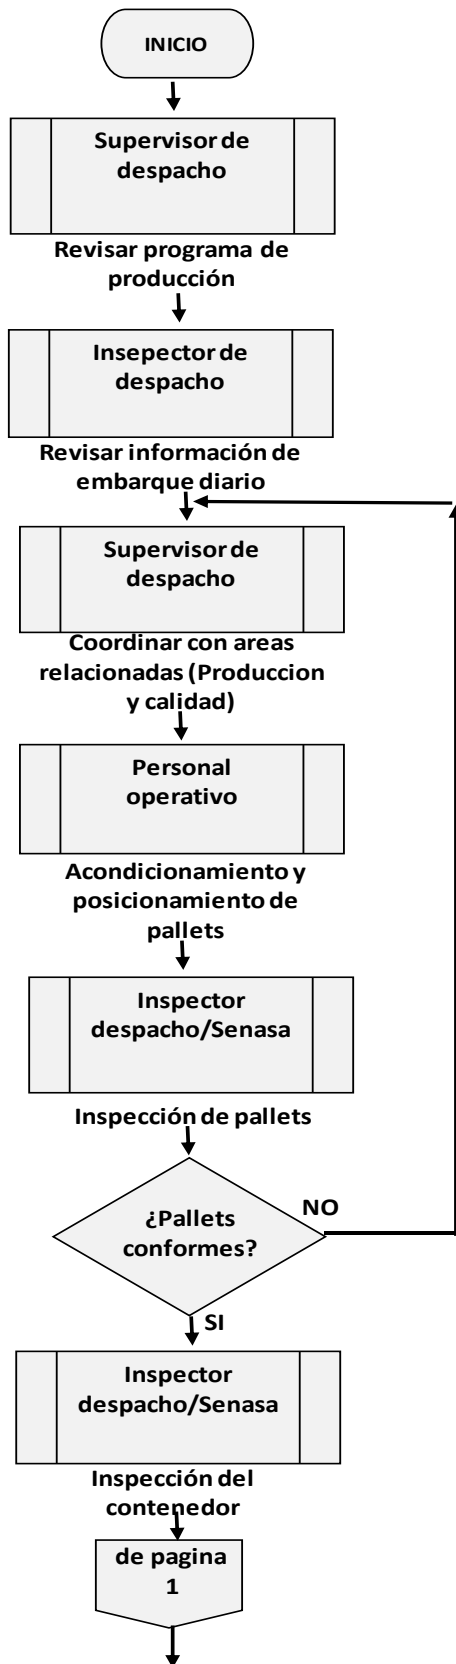 INICIO
Supervisor de
despacho
Revisar programa de
producción
Insepector de
despacho
Revisar información de
embarque diario
Supervisor de
despacho
Coordinar con areas
relacionadas (Produccion
y calidad)
Personal
operativo
Acondicionamiento y
posicionamiento de
pallets
Inspector
despacho/Senasa
Inspección de pallets
¿Pallets
conformes?
NO
SI
Inspector
despacho/Senasa
Inspección del
contenedor
de pagina
1